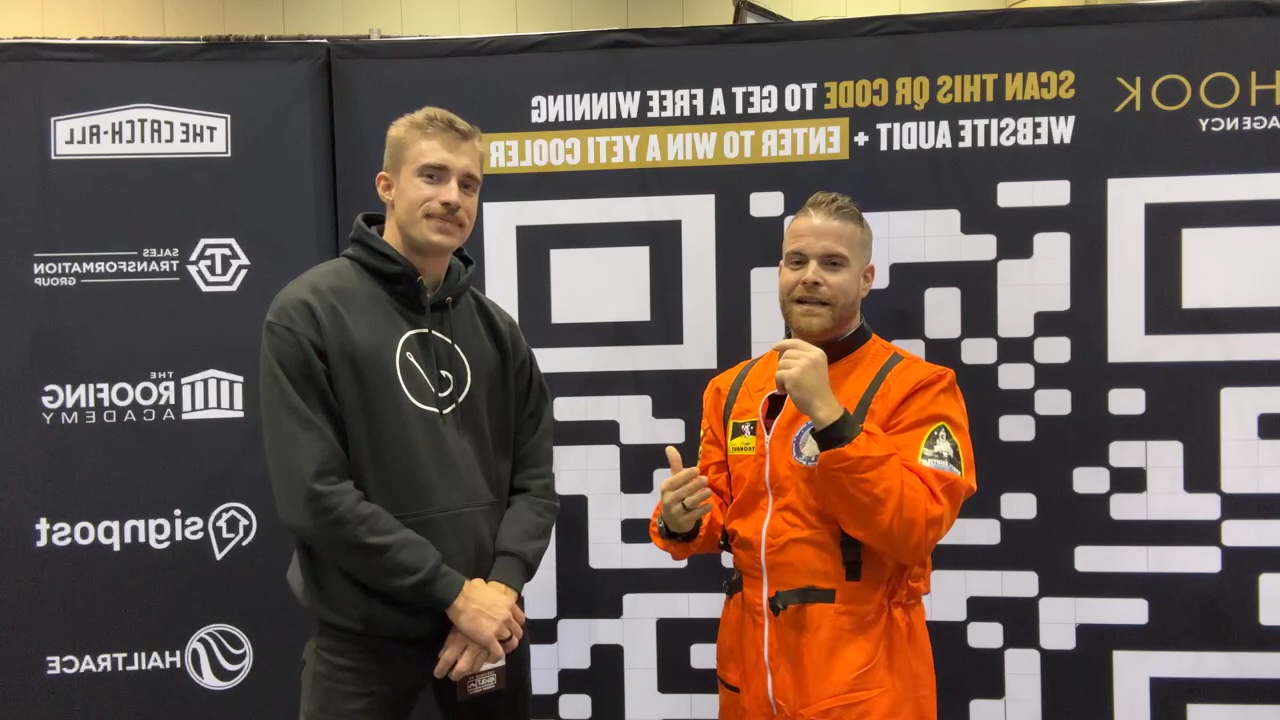 THE CATCH-ALL
SALES
TRANSFORMATION
GROUP
THE
ROOFING
ACADEMY
signpost
HAILTRACE
SCAN THIS QR CODE TO GET A FREE WINNING
WEBSITE AUDIT + ENTER TO WIN A YETI COOLER
HOOK
AGENCY